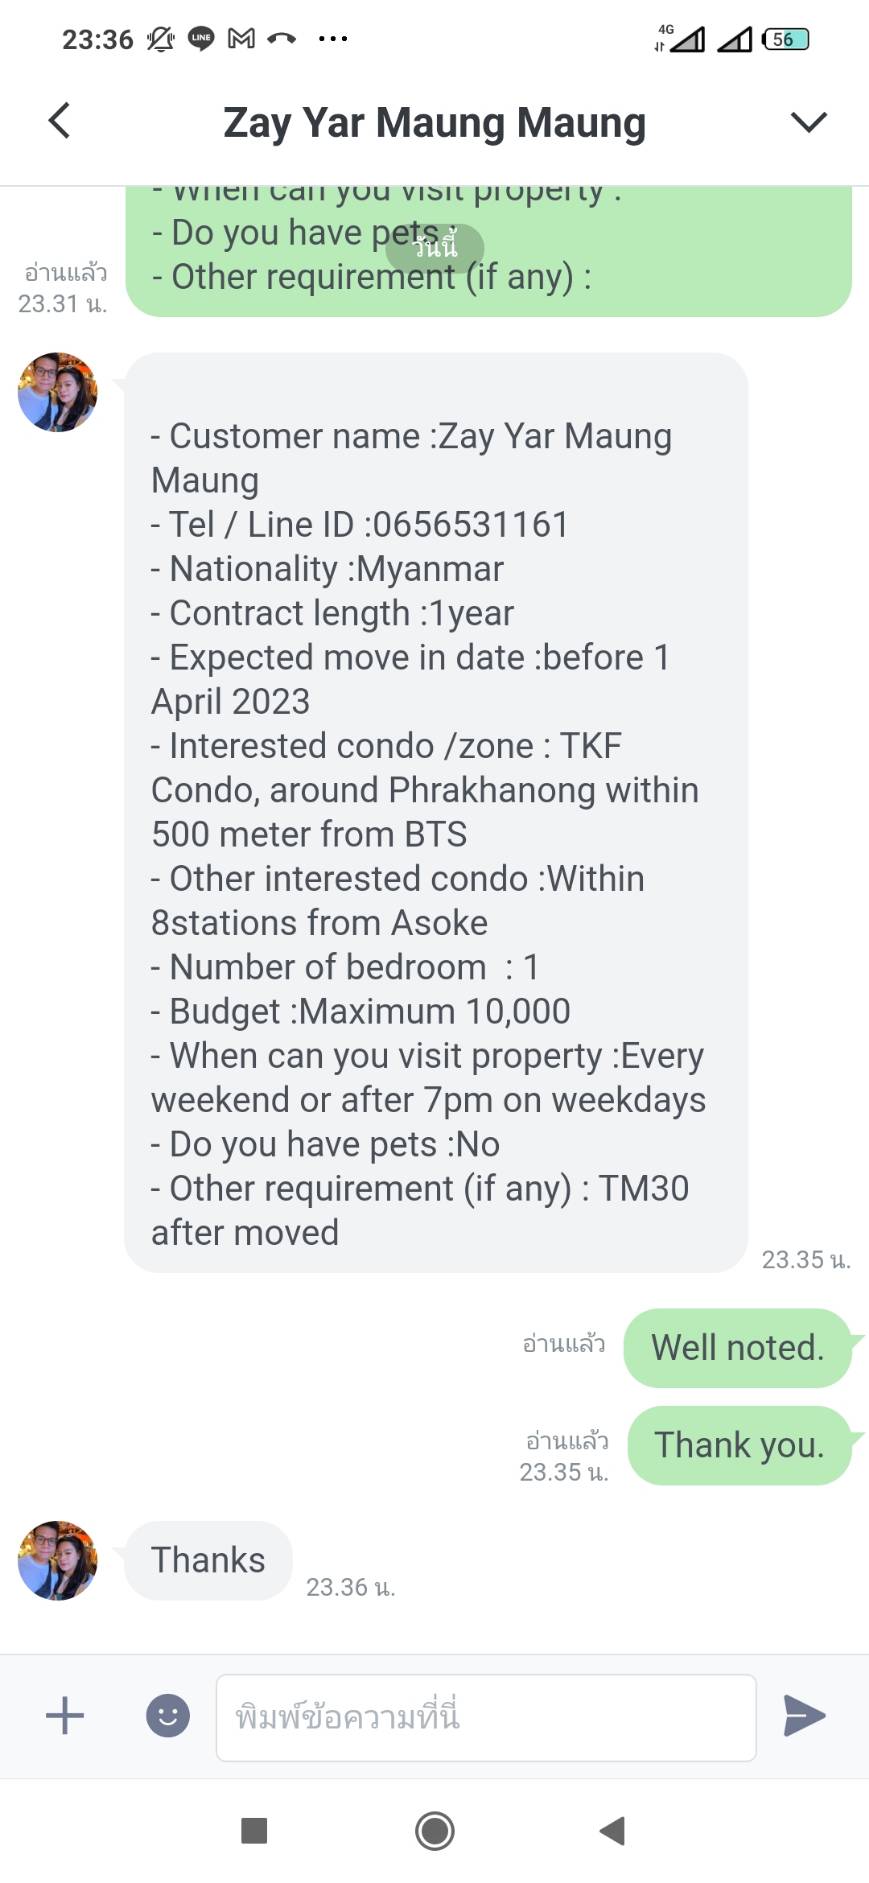 23:36
LINE
4G
56
Zay Yar Maung Maung
- When can you visit property :
- Do you have pets
วันนี้
- Other requirement (if any) :
อ่านแล้ว
23.31 น.
- Customer name :Zay Yar Maung
Maung
- Tel / Line ID :0656531161
- Nationality :Myanmar
- Contract length :1year
- Expected move in date :before 1
April 2023
- Interested condo /zone : TKF
Condo, around Phrakhanong within
500 meter from BTS
- Other interested condo :Within
8stations from Asoke
- Number of bedroom  : 1
- Budget :Maximum 10,000
- When can you visit property :Every
weekend or after 7pm on weekdays
- Do you have pets :No
- Other requirement (if any) : TM30
after moved
23.35 น.
อ่านแล้ว
Well noted.
อ่านแล้ว
23.35 น.
Thank you.
Thanks
23.36 น.
พิมพ์ข้อความที่นี่